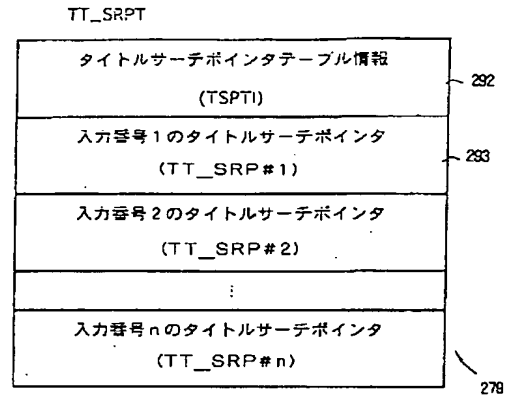 TT_SRPT
タイトルサーチポインタテーブル情報
(TSPTI)
292
入力番号1のタイトルサーチポインタ
(TT_SRP#1)
293
入力番号2のタイトルサーチポインタ
(TT_SRP#2)
⋮
入力番号nのタイトルサーチポインタ
(TT_SRP#n)
279